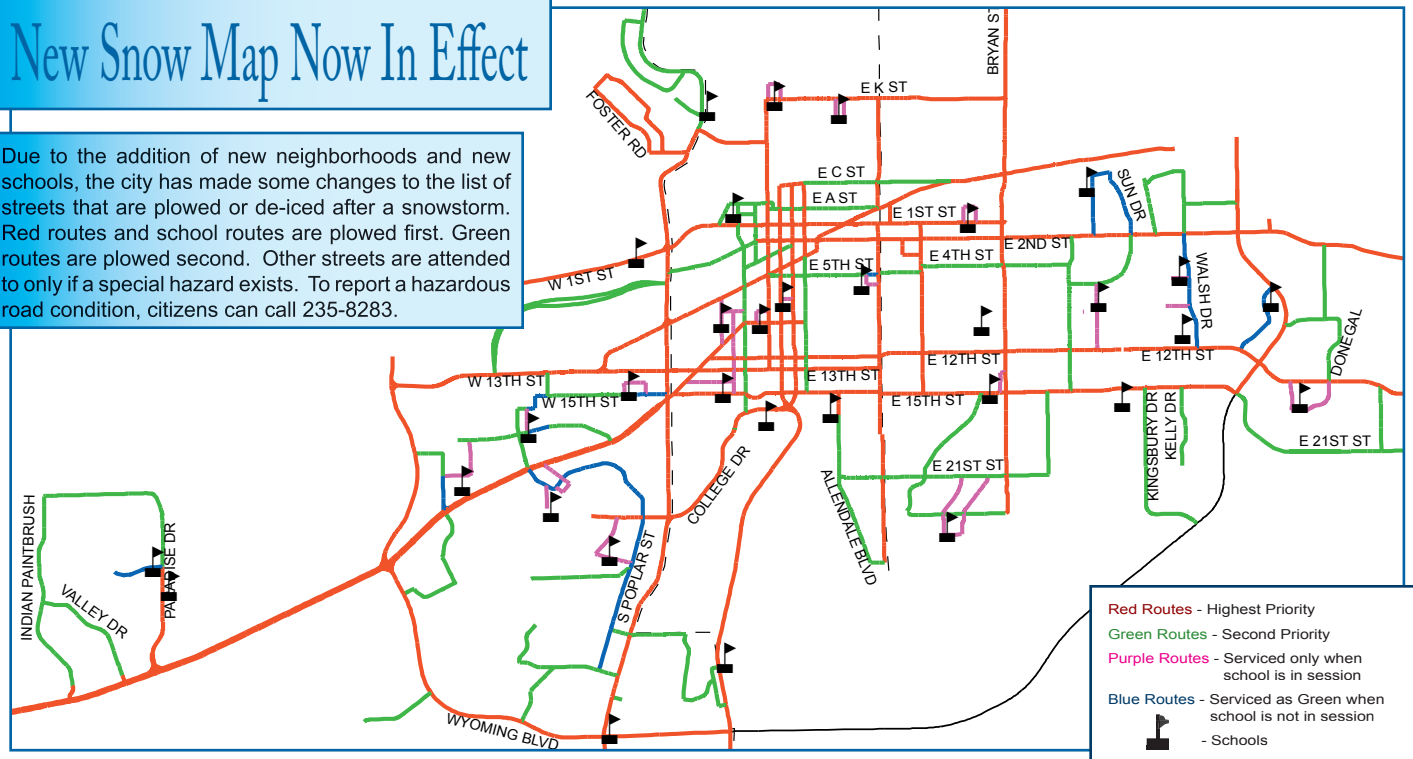 New Snow Map Now In Effect
Due to the addition of new neighborhoods and new
schools, the city has made some changes to the list of
streets that are plowed or de-iced after a snowstorm.
Red routes and school routes are plowed first. Green
routes are plowed second. Other streets are attended
to only if a special hazard exists. To report a hazardous
road condition, citizens can call 235-8283.
BRYAN S
E K ST
FOSTER RD
E C ST
SUN DR
E A ST
E 1ST ST
E 2ND ST
E 4TH ST
E 5TH ST
W 1ST ST
WALSH DR
DONEGAL
E 12TH ST
E 12TH ST
W 13TH ST
E 13TH ST
W 15TH ST
E 15TH ST
KINGSBURY DR
KELLY DR
E 21ST ST
E 21ST ST
COLLEGE DR
ALLENDALE BLVD
INDIAN PAINTBRUSH
PARADISE DR
VALLEY DR
S POPLAR ST
WYOMING BLVD
Red Routes - Highest Priority
Green Routes - Second Priority
Purple Routes - Serviced only when
school is in session
Blue Routes - Serviced as Green when
school is not in session
- Schools